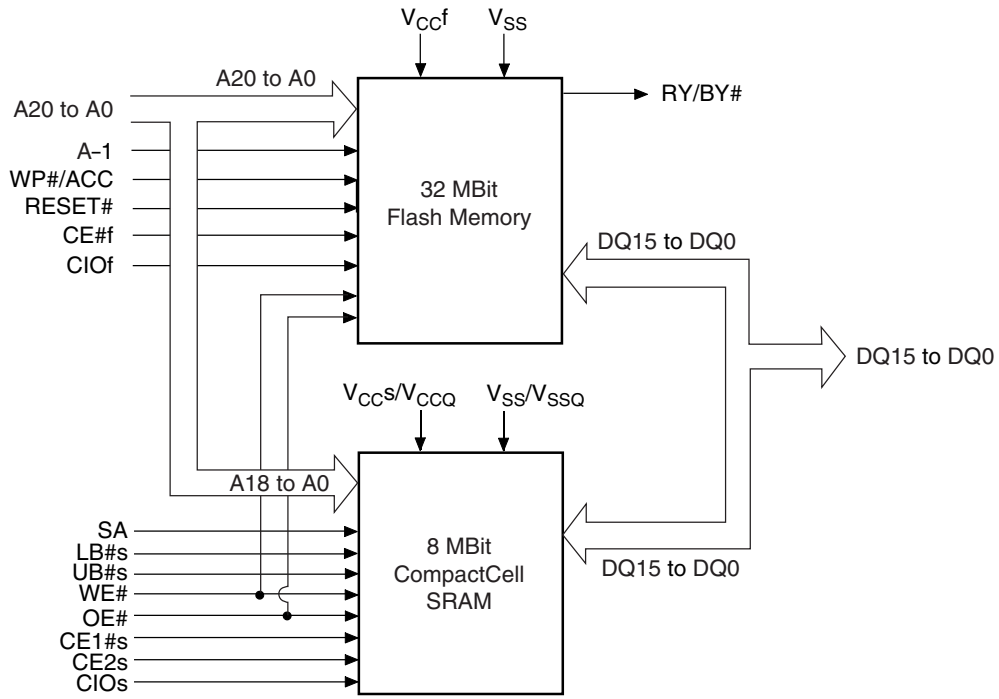 VCCf
VSS
A20 to A0
A20 to A0
RY/BY#
A–1
WP#/ACC
RESET#
CE#f
CIOf
32 MBit
Flash Memory
DQ15 to DQ0
DQ15 to DQ0
VCCs/VCCQ
VSS/VSSQ
A18 to A0
SA
LB#s
UB#s
WE#
OE#
CE1#s
CE2s
CIOs
8 MBit
CompactCell
SRAM
DQ15 to DQ0